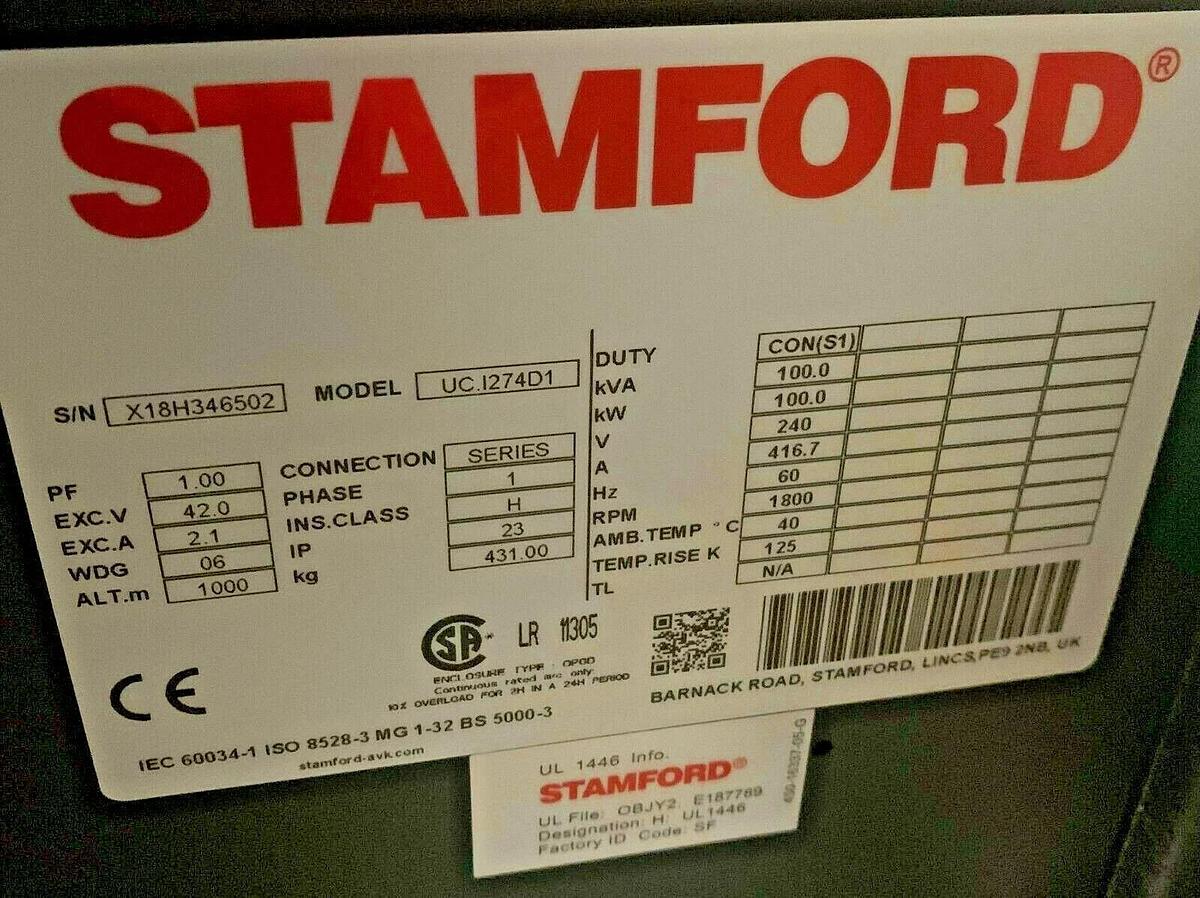 STAMFORD®
S/N X18H346502 MODEL UC.I274D1
PF 1.00
EXC.V 42.0
EXC.A 2.1
WDG 06
ALT.m 1000
CONNECTION SERIES
PHASE 1
INS.CLASS H
IP 23
kg 431.00
DUTY CON(S1)
kVA 100.0
kW 100.0
V 240
A 416.7
Hz 60
RPM 1800
AMB.TEMP °C 40
TEMP.RISE K 125
TL N/A
CE
SA LR 11305
ENCLOSURE TYPE : OPGD
Continuous rated mc only:
10% OVERLOAD FOR 2H IN A 24H PERIOD
BARNACK ROAD, STAMFORD, LINCS,PE9 2NB, UK
IEC 60034-1 ISO 8528-3 MG 1-32 BS 5000-3
stamford-avk.com
UL 1446 Info.
STAMFORD®
UL File: OBJY2. E187789
Designation: H: UL1446
Factory ID Code: SF